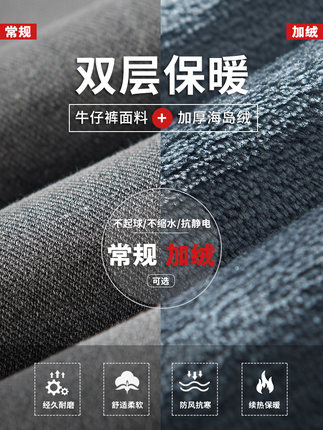 常规
加绒
双层保暖
牛仔裤面料+加厚海岛绒
不起球/不缩水/抗静电
常规 加绒
可选
经久耐磨
舒适柔软
防风抗寒
续热保暖